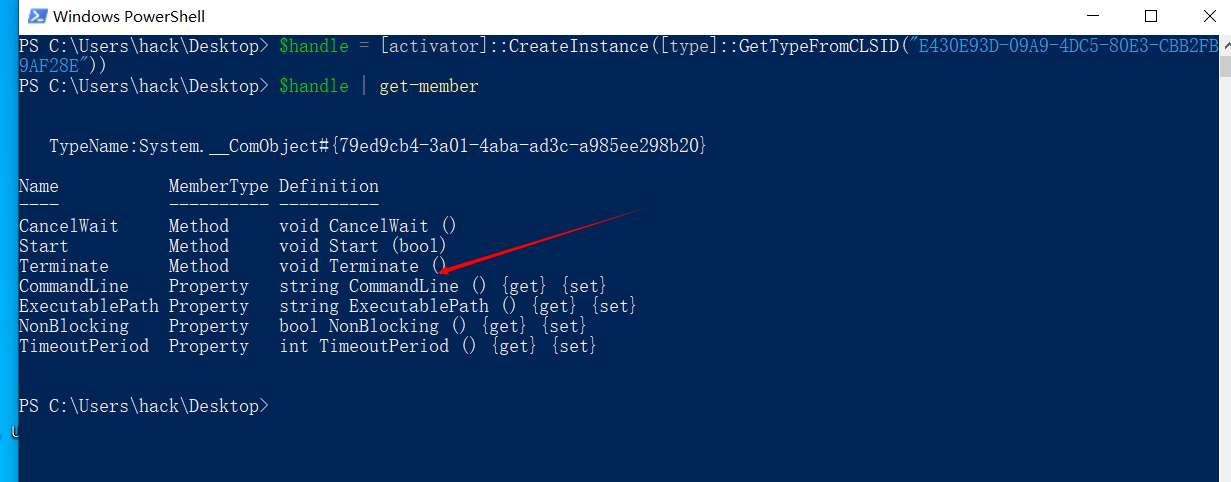 Windows PowerShell
PS C:\Users\hack\Desktop> $handle = [activator]::CreateInstance([type]::GetTypeFromCLSID("E430E93D-09A9-4DC5-80E3-CBB2FB
9AF28E"))
PS C:\Users\hack\Desktop> $handle | get-member
TypeName:System.__ComObject#{79ed9cb4-3a01-4aba-ad3c-a985ee298b20}
Name MemberType Definition
---- ---------- ----------
CancelWait Method void CancelWait ()
Start Method void Start (bool)
Terminate Method void Terminate ()
CommandLine Property string CommandLine () {get} {set}
ExecutablePath Property string ExecutablePath () {get} {set}
NonBlocking Property bool NonBlocking () {get} {set}
TimeoutPeriod Property int TimeoutPeriod () {get} {set}
PS C:\Users\hack\Desktop>